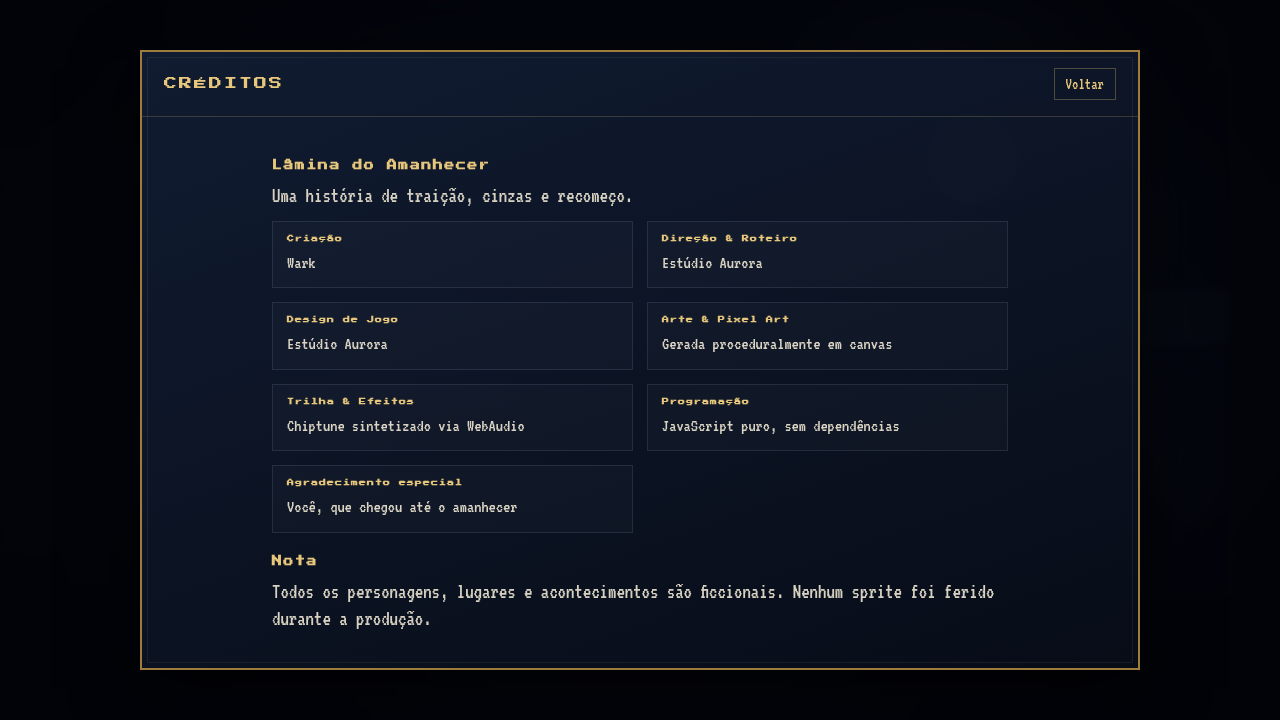 CRÉDITOS
Voltar
Lâmina do Amanhecer
Uma história de traição, cinzas e recomeço.
Criação
Wark
Direção & Roteiro
Estúdio Aurora
Design de Jogo
Estúdio Aurora
Arte & Pixel Art
Gerada proceduralmente em canvas
Trilha & Efeitos
Chiptune sintetizado via WebAudio
Programação
JavaScript puro, sem dependências
Agradecimento especial
Você, que chegou até o amanhecer
Nota
Todos os personagens, lugares e acontecimentos são ficcionais. Nenhum sprite foi ferido
durante a produção.